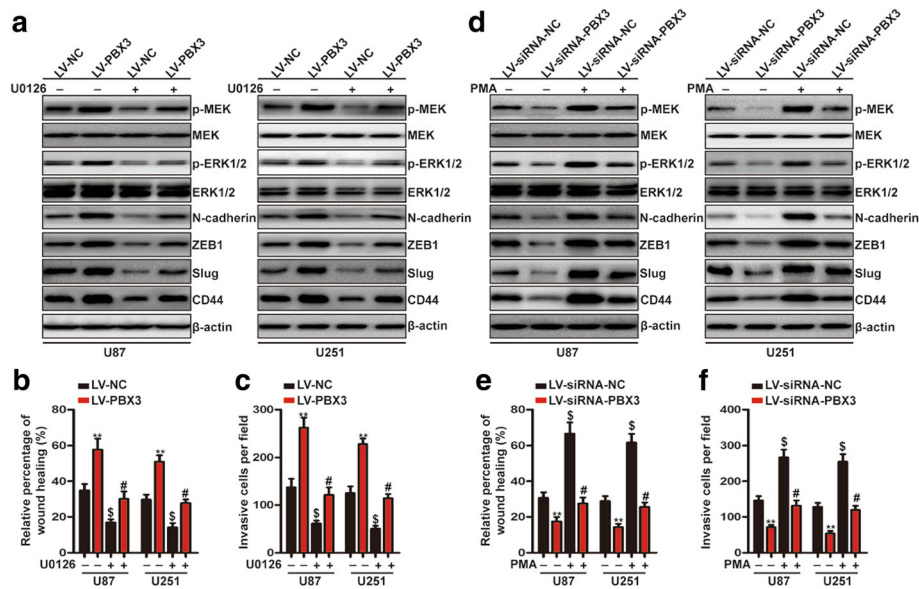 a
LV-NC LV-PBX3 LV-NC LV-PBX3 LV-NC LV-PBX3 LV-NC LV-PBX3
U0126 – – + + – – + +
p-MEK p-MEK
MEK MEK
p-ERK1/2 p-ERK1/2
ERK1/2 ERK1/2
N-cadherin N-cadherin
ZEB1 ZEB1
Slug Slug
CD44 CD44
β-actin β-actin
U87 U251
d
LV-siRNA-NC LV-siRNA-PBX3 LV-siRNA-NC LV-siRNA-PBX3 LV-siRNA-NC LV-siRNA-PBX3 LV-siRNA-NC LV-siRNA-PBX3
PMA – – + + PMA – – + +
p-MEK p-MEK
MEK MEK
p-ERK1/2 p-ERK1/2
ERK1/2 ERK1/2
N-cadherin N-cadherin
ZEB1 ZEB1
Slug Slug
CD44 CD44
β-actin β-actin
U87 U251
b
LV-NC
LV-PBX3
Relative percentage of
wound healing (%)
80
60
40
20
0
** $ # ** $ #
U0126 – – + + – – + +
U87 U251
c
LV-NC
LV-PBX3
Invasive cells per field
300
200
100
0
** $ # ** $ #
U0126 – – + + – – + +
U87 U251
e
LV-siRNA-NC
LV-siRNA-PBX3
Relative percentage of
wound healing (%)
80
60
40
20
0
** $ # ** $ #
PMA – – + + – – + +
U87 U251
f
LV-siRNA-NC
LV-siRNA-PBX3
Invasive cells per field
400
300
200
100
0
** $ # ** $ #
PMA – – + + – – + +
U87 U251